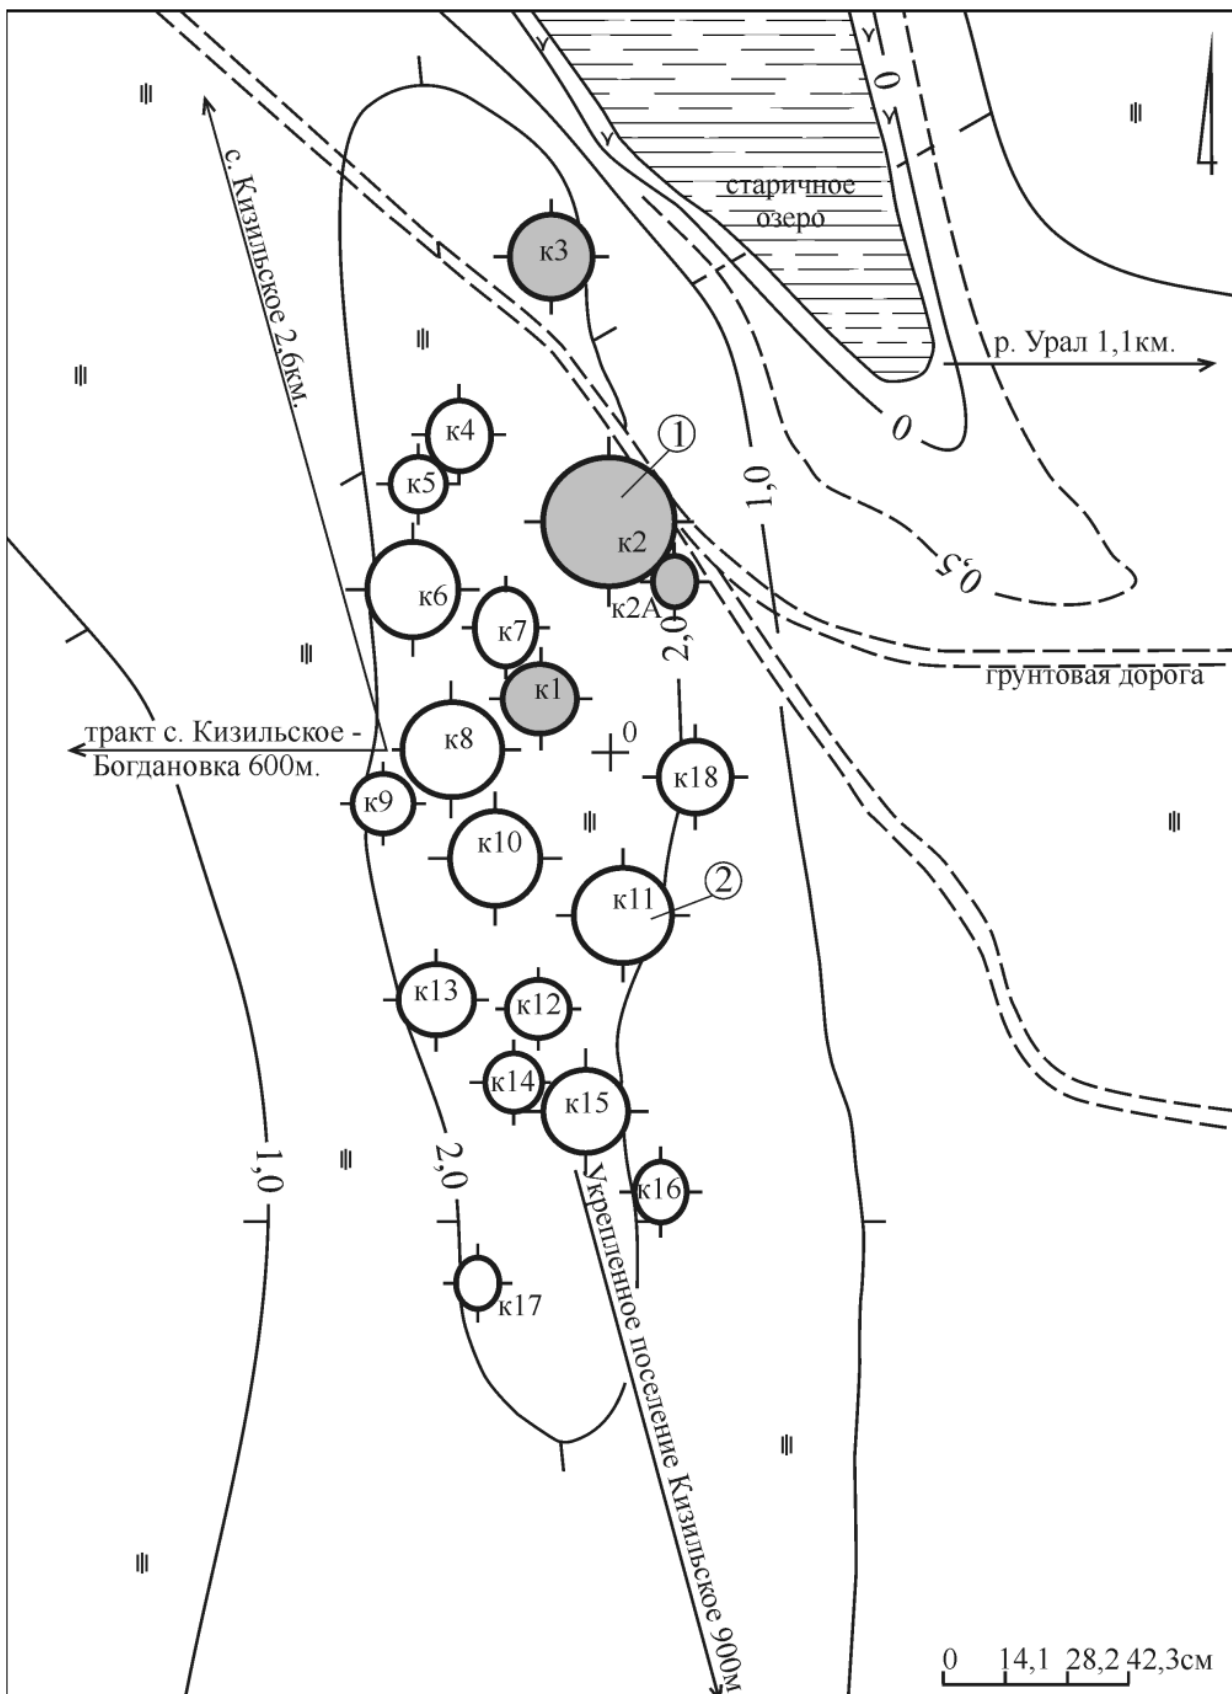 0
старичное
озеро
с. Кизильское 2,6км.
к3
р. Урал 1,1км.
0
1
к4
к5
1,0
к2
0,5
к6
к2А
к7
2,0
грунтовая дорога
к1
тракт с. Кизильское -
Богдановка 600м.
к8
0
к18
к9
к10
к11
2
к13
к12
к14
к15
1,0
2,0
к16
Укрепленное поселение Кизильское 900м
к17
0 14,1 28,2 42,3см